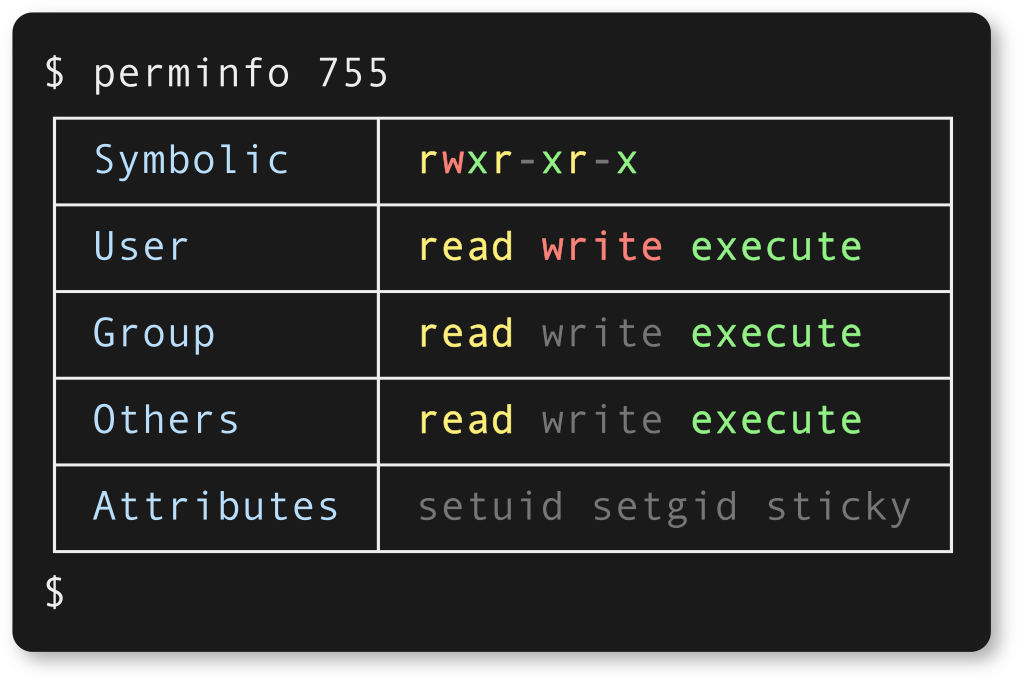 $ perminfo 755
Symbolic rwxr-xr-x
User read write execute
Group read write execute
Others read write execute
Attributes setuid setgid sticky
$